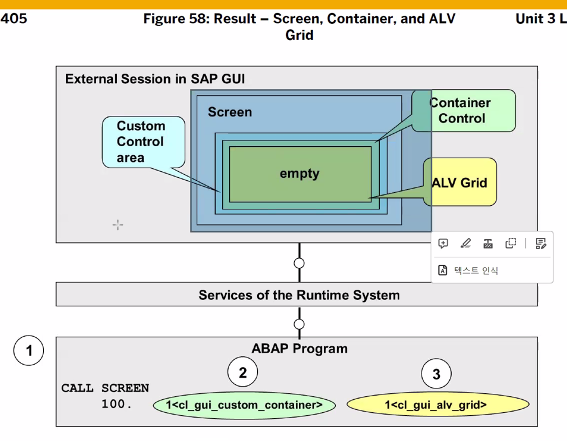 405
Figure 58: Result – Screen, Container, and ALV
Grid
Unit 3 L
External Session in SAP GUI
Screen
Container
Control
Custom
Control
area
empty
ALV Grid
텍스트 인식
Services of the Runtime System
1
ABAP Program
2
3
CALL SCREEN
100.
1<cl_gui_custom_container>
1<cl_gui_alv_grid>